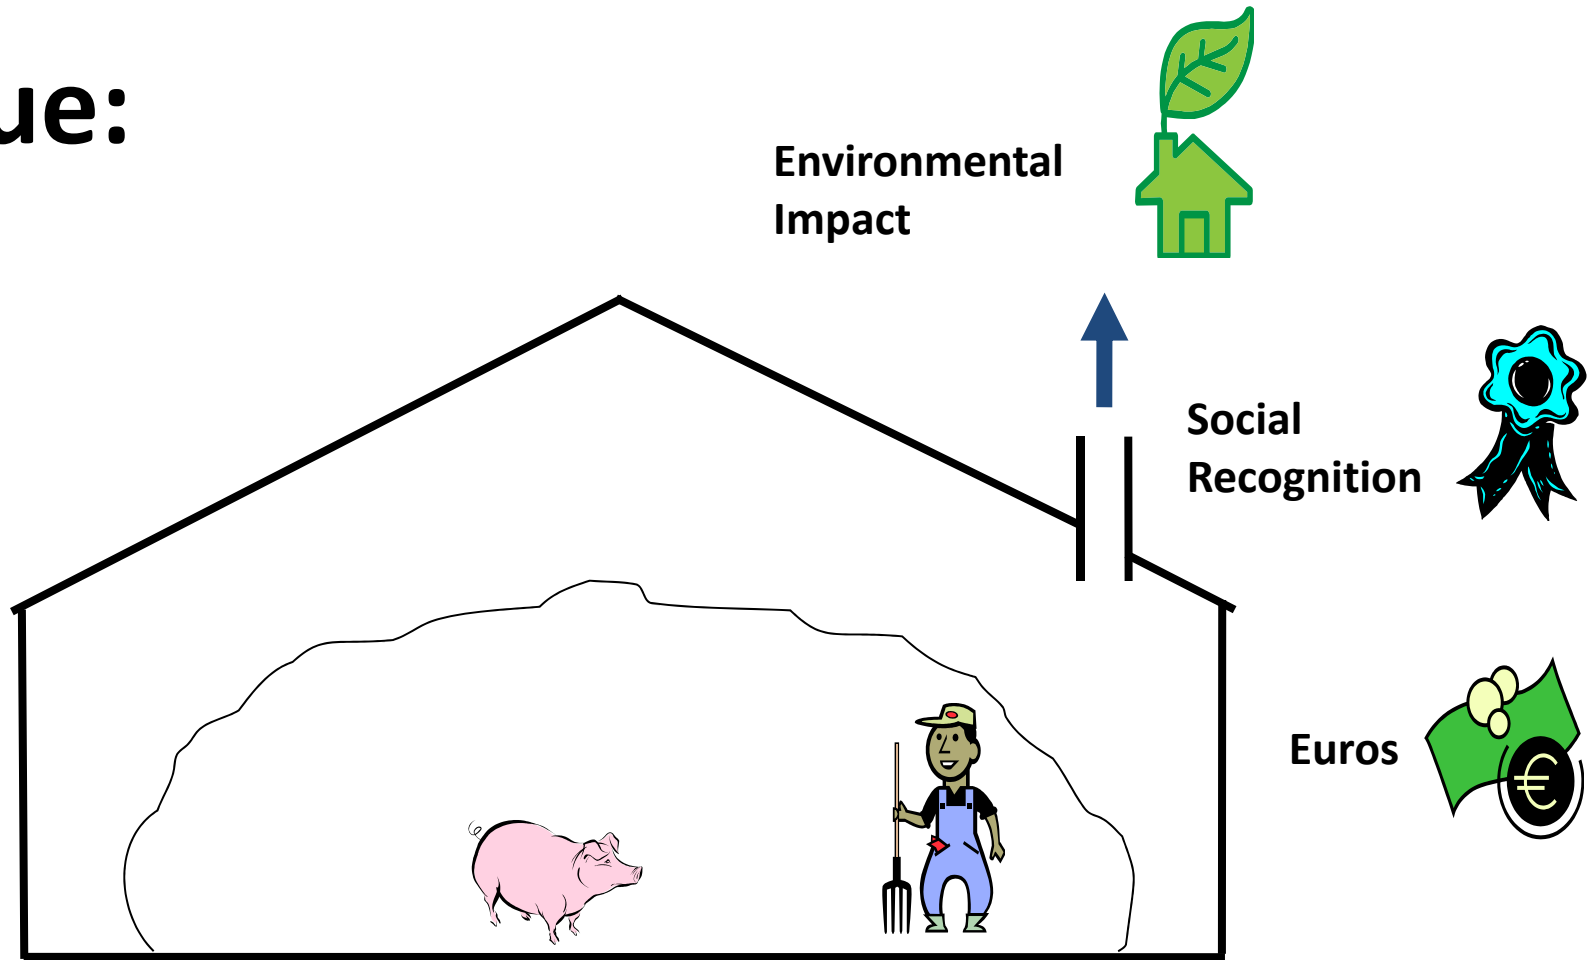 ue:
Environmental
Impact
Social
Recognition
Euros
€